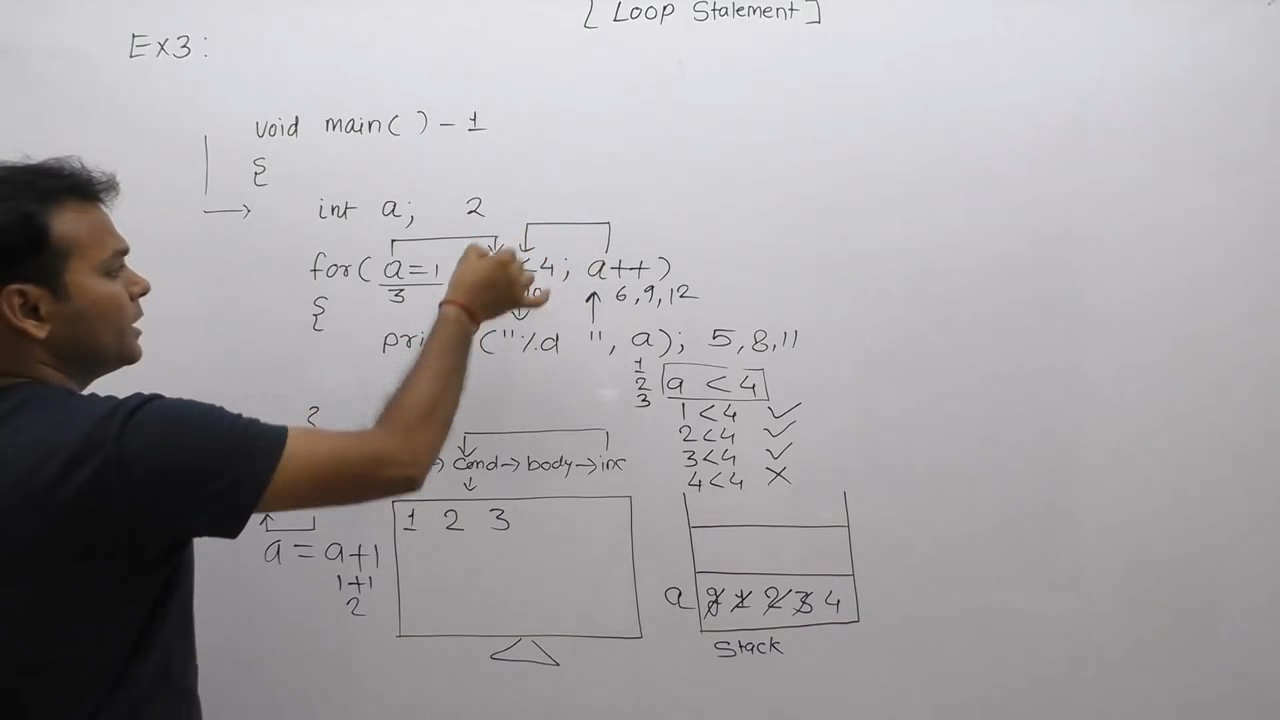 [ Loop Statement ]
Ex3 :
void main( ) - 1
{
int a; 2
for( a=1 <4; a++)
3 6,9,12
{
("%d ", a); 5,8,11
1
2 a < 4
3
1<4 ✓
2<4 ✓
3<4 ✓
4<4 ✗
cond→body→inc
1 2 3
a = a+1
1+1
2
a 1 2 3 4
Stack